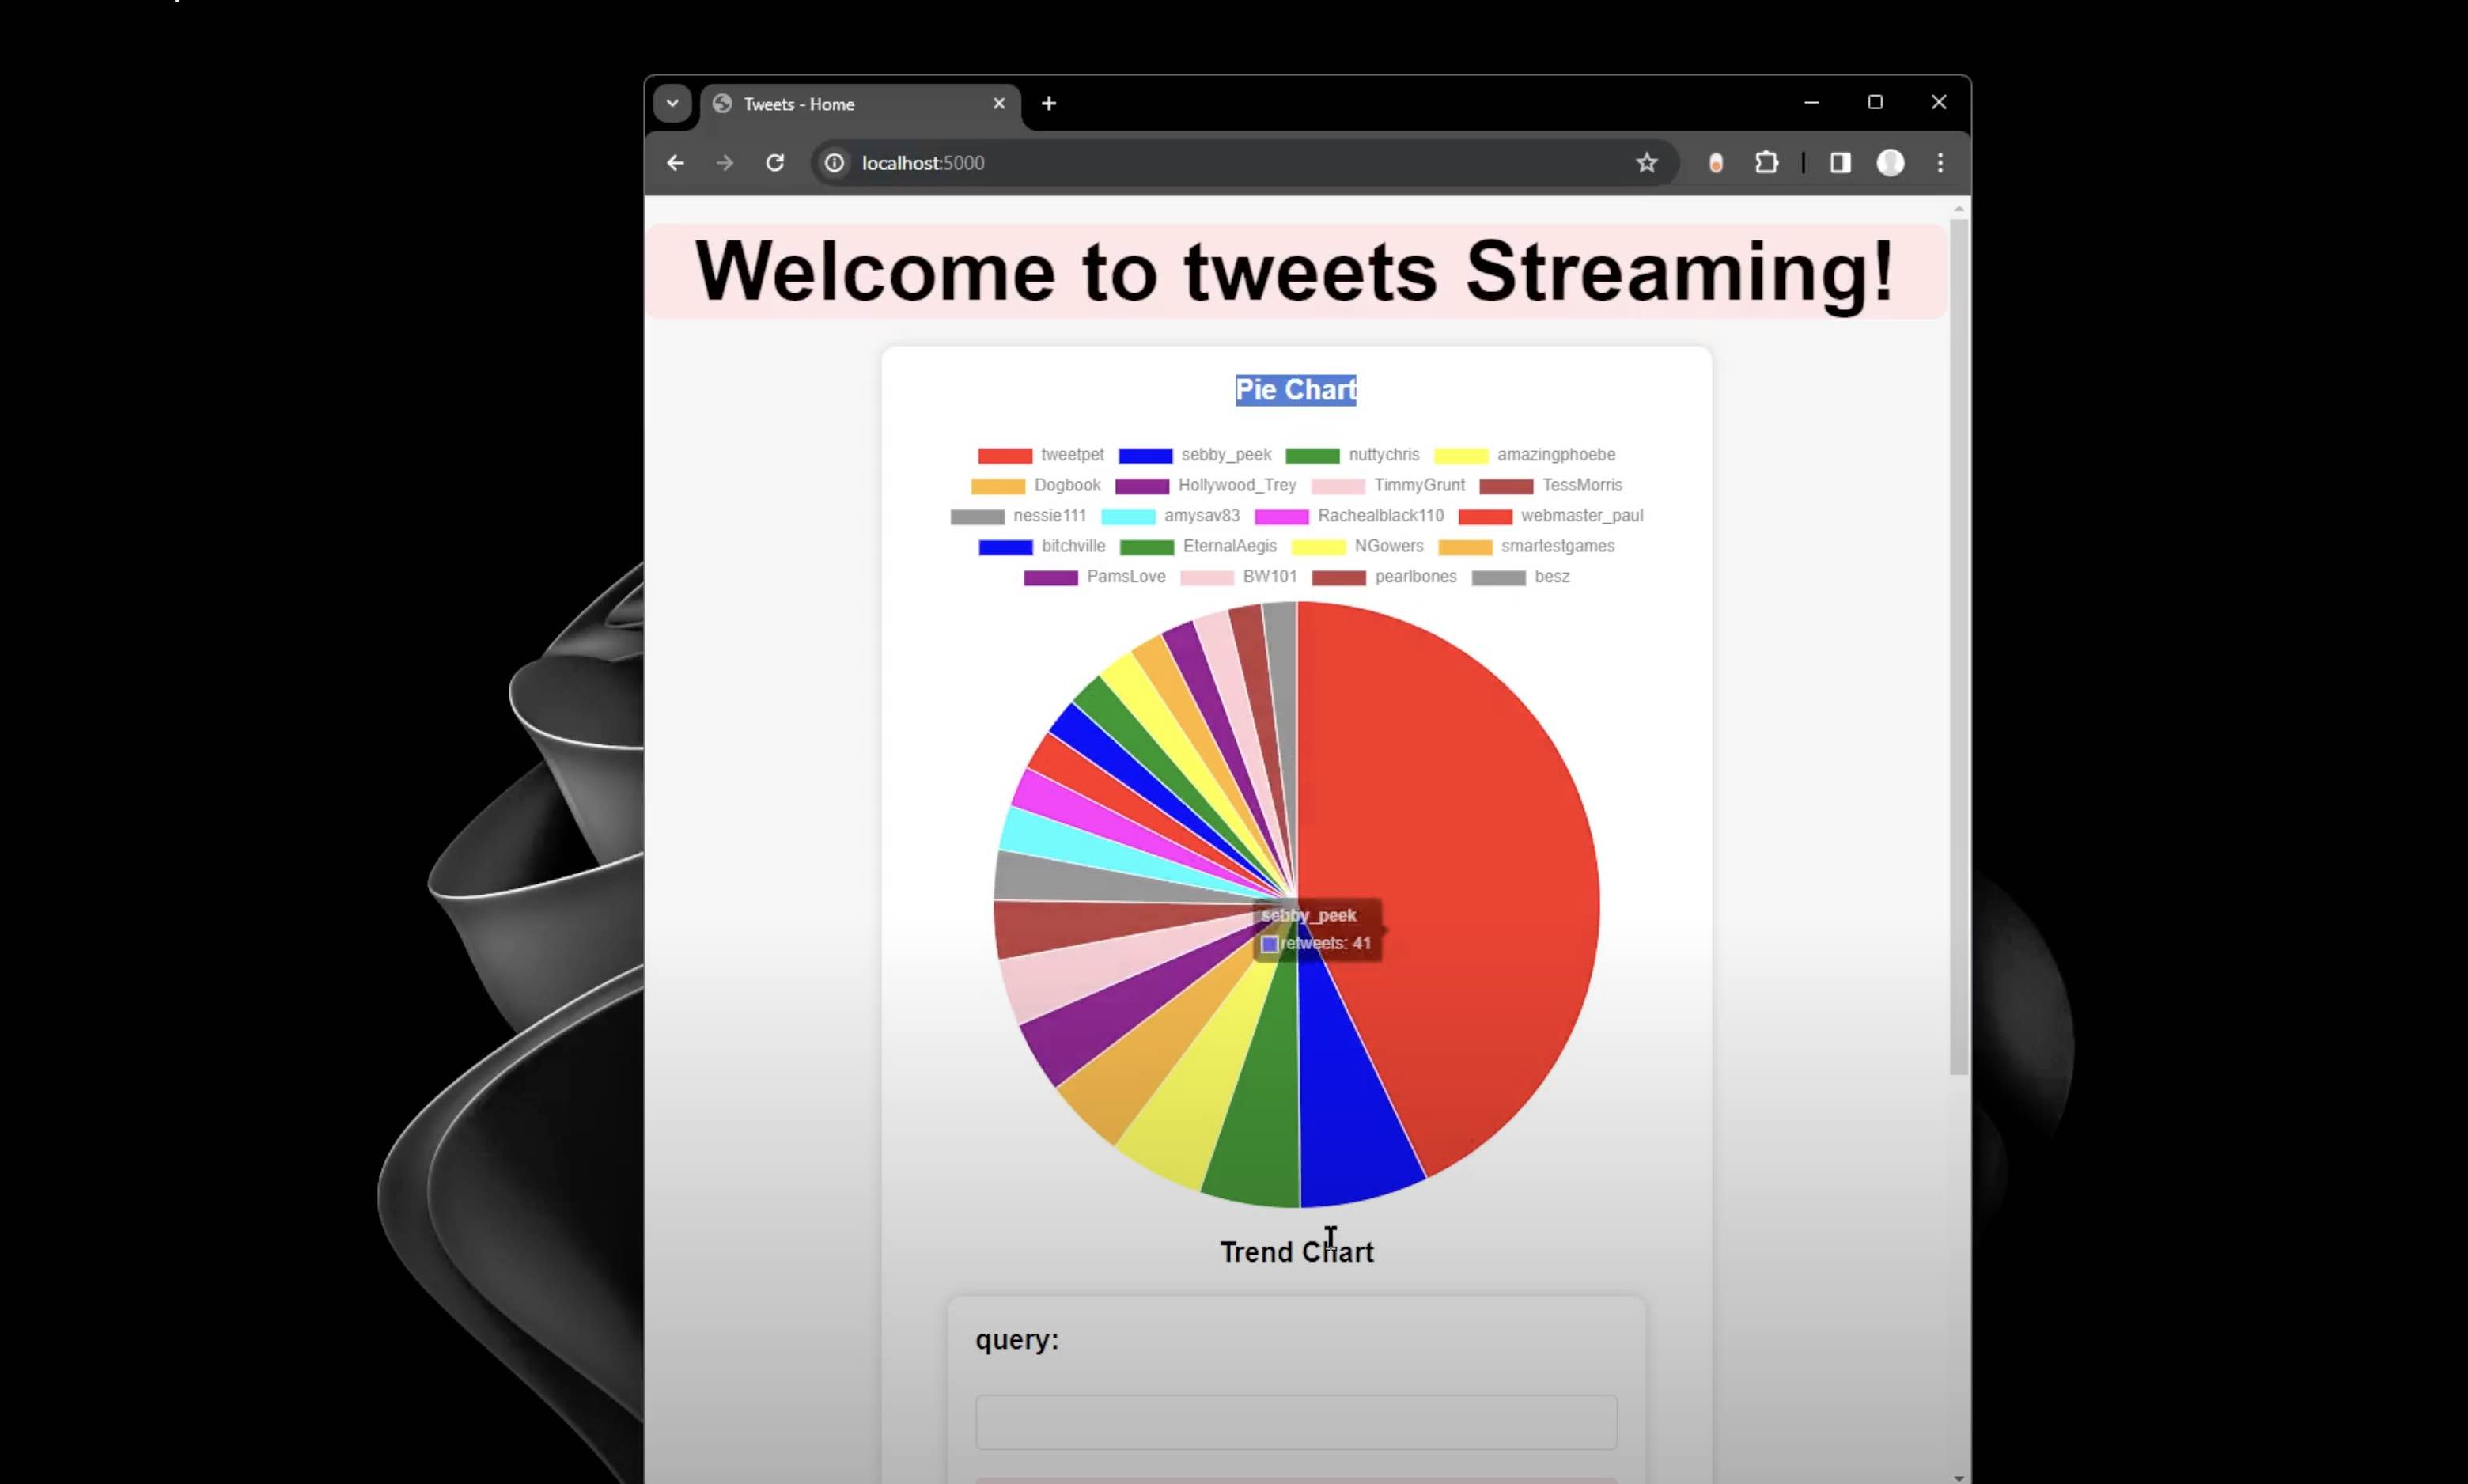 Tweets - Home
localhost:5000
Welcome to tweets Streaming!
Pie Chart
tweetpet sebby_peek nuttychris amazingphoebe
Dogbook Hollywood_Trey TimmyGrunt TessMorris
nessie111 amysav83 Rachealblack110 webmaster_paul
bitchville EternalAegis NGowers smartestgames
PamsLove BW101 pearlbones besz
sebby_peek
retweets: 41
Trend Chart
query: